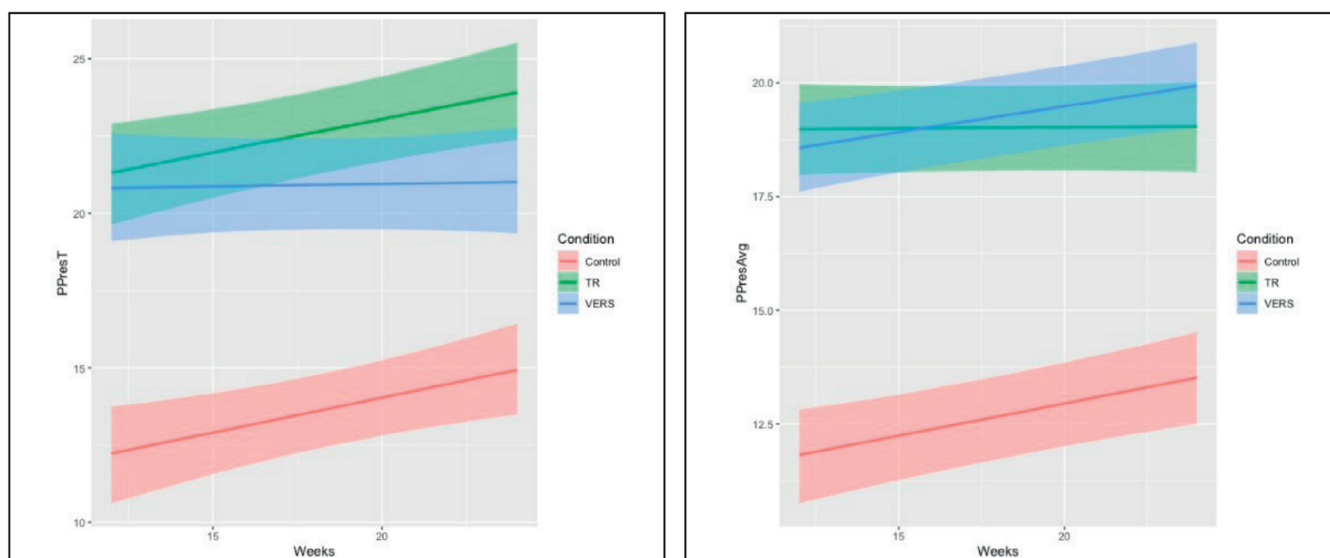 25
20
15
10
PPresT
15
20
Weeks
Condition
Control
TR
VERS
20.0
17.5
15.0
12.5
PPresAvg
15
20
Weeks
Condition
Control
TR
VERS